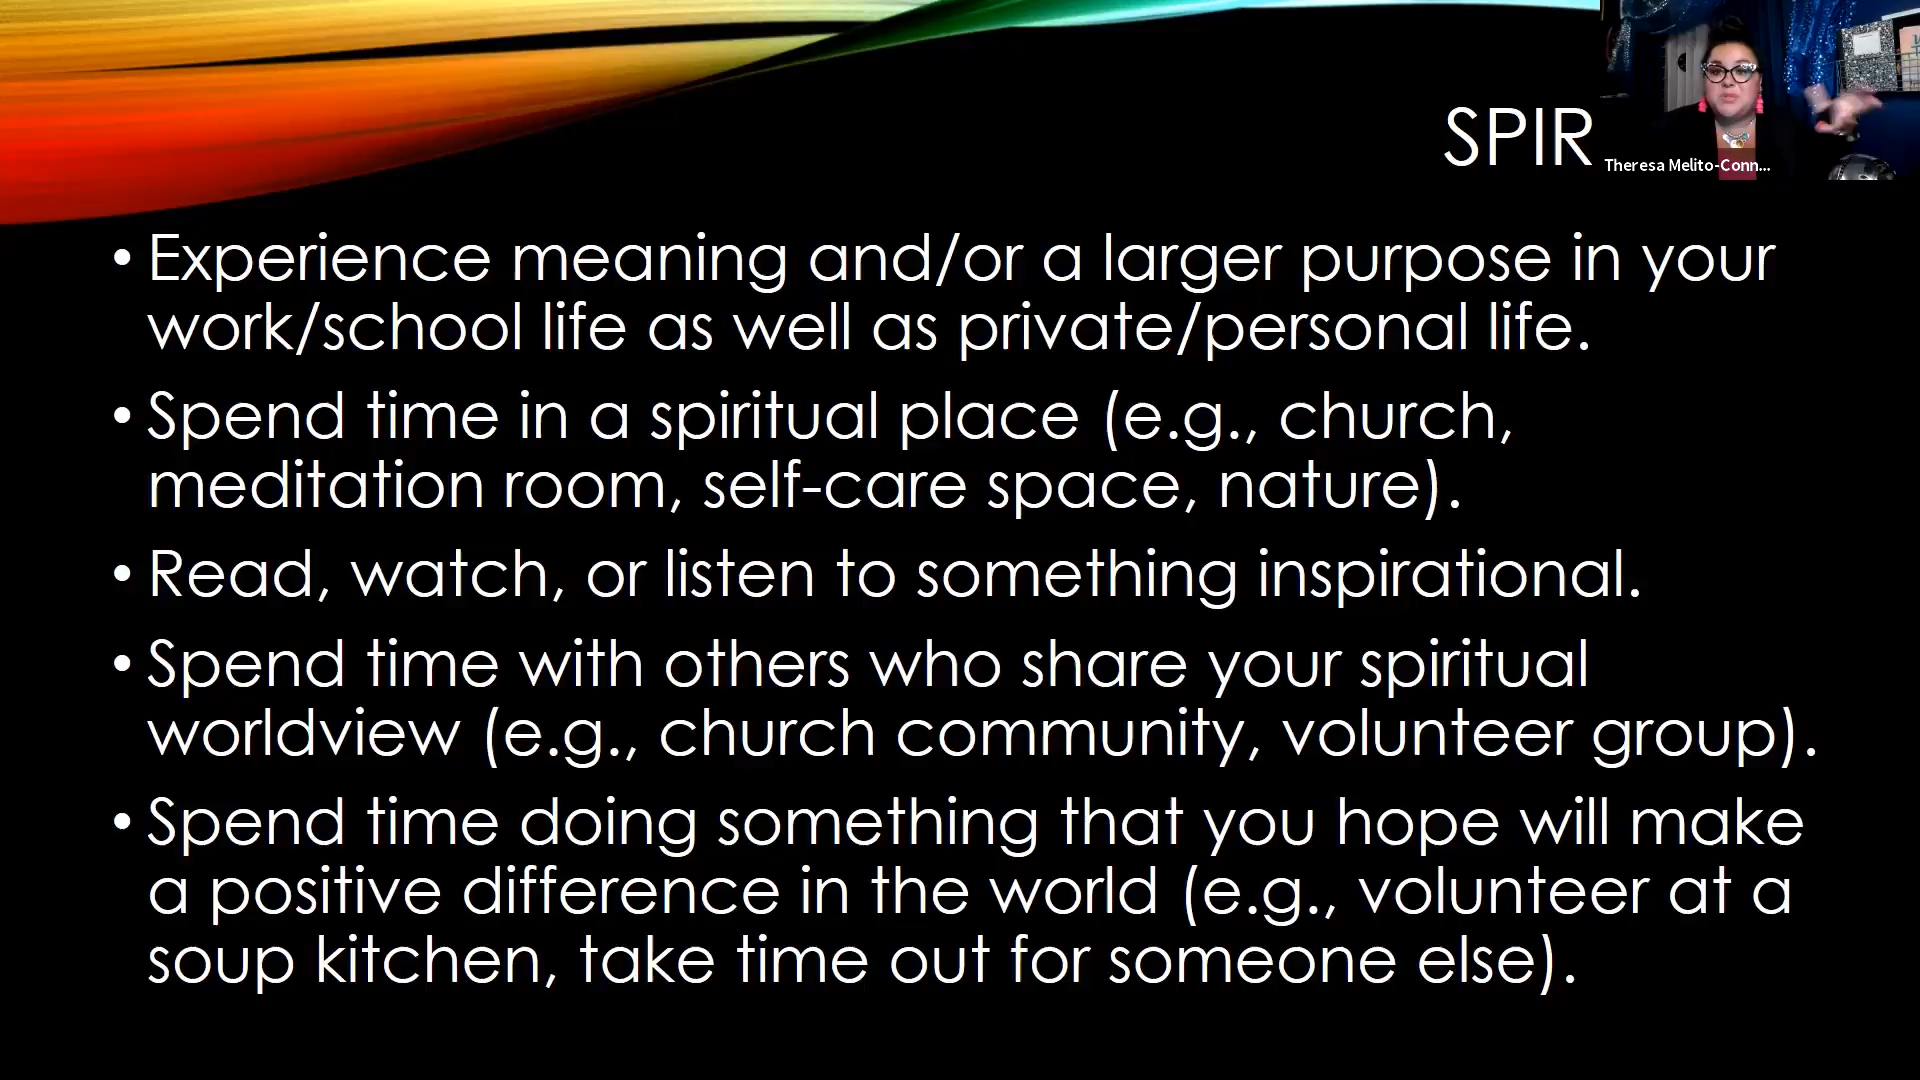 SPIR
Theresa Melito-Conn...
• Experience meaning and/or a larger purpose in your
work/school life as well as private/personal life.
• Spend time in a spiritual place (e.g., church,
meditation room, self-care space, nature).
• Read, watch, or listen to something inspirational.
• Spend time with others who share your spiritual
worldview (e.g., church community, volunteer group).
• Spend time doing something that you hope will make
a positive difference in the world (e.g., volunteer at a
soup kitchen, take time out for someone else).